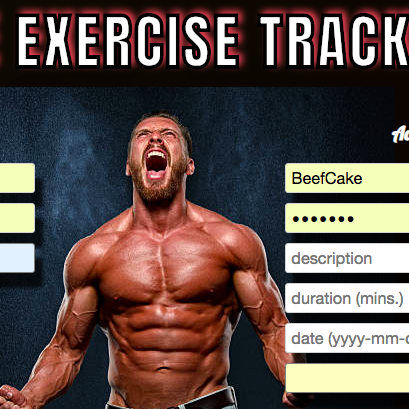 EXERCISE TRACK
BeefCake
•••••••
description
duration (mins.)
date (yyyy-mm-